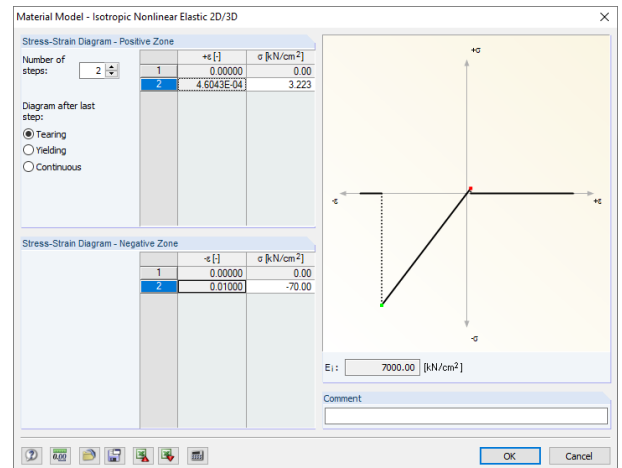 Material Model - Isotropic Nonlinear Elastic 2D/3D
Stress-Strain Diagram - Positive Zone
Number of steps:
2
+ε [-] σ [kN/cm²]
1 0.00000 0.00
2 4.6043E-04 3.223
Diagram after last step:
Tearing
Yielding
Continuous
Stress-Strain Diagram - Negative Zone
-ε [-] σ [kN/cm²]
1 0.00000 0.00
2 0.01000 -70.00
+σ
-ε +ε
-σ
Ei: 7000.00 [kN/cm²]
Comment
0,00
OK Cancel